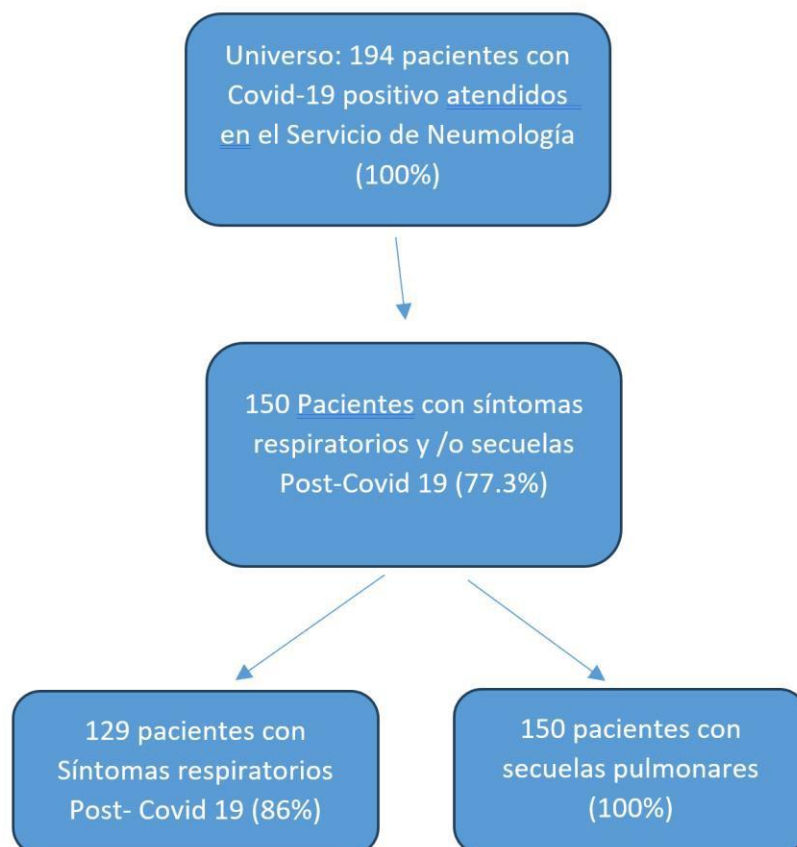 Universo: 194 pacientes con
Covid-19 positivo atendidos
en el Servicio de Neumología
(100%)
150 Pacientes con síntomas
respiratorios y /o secuelas
Post-Covid 19 (77.3%)
129 pacientes con
Síntomas respiratorios
Post- Covid 19 (86%)
150 pacientes con
secuelas pulmonares
(100%)